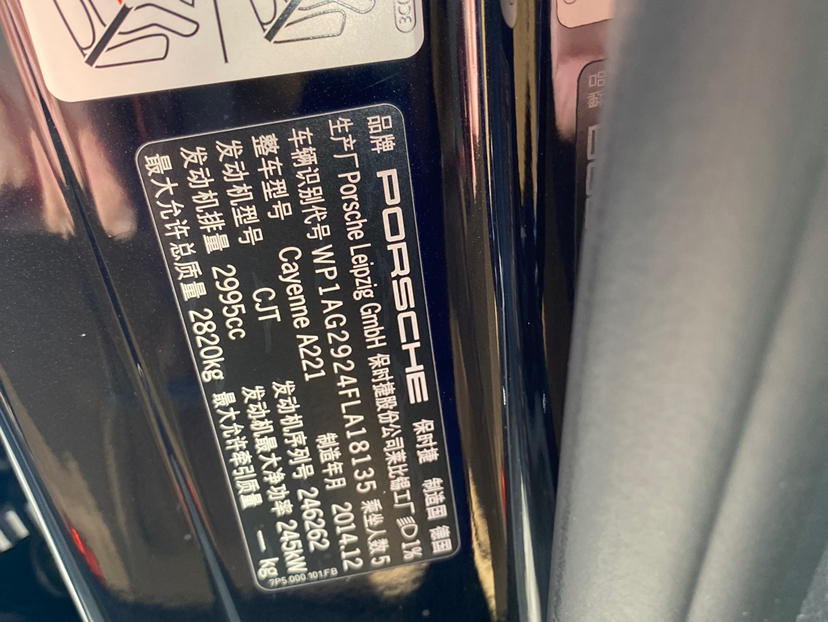 品牌 PORSCHE 保时捷 制造国 德国
生产厂 Porsche Leipzig GmbH 保时捷股份公司莱比锡工厂 1%
车辆识别代号 WP1AG2924FLA18135 乘坐人数 5
整车型号 Cayenne A221 制造年月 2014.12
发动机型号 CJT 发动机序列号 246262
发动机排量 2995cc 发动机最大净功率 245kW
最大允许总质量 2820kg 最大允许牵引质量 — kg
7P5.000.101.FB